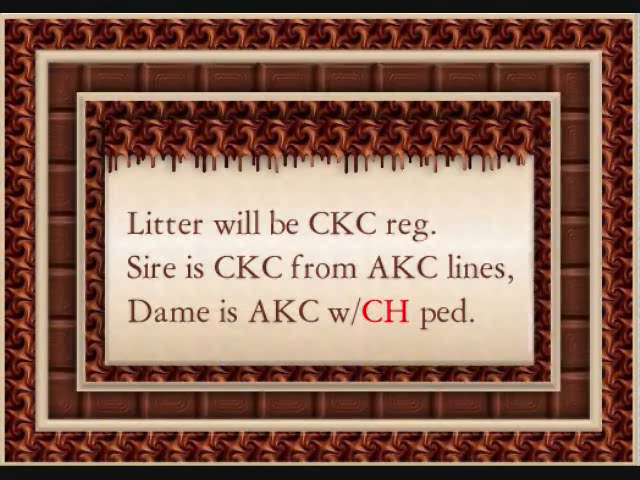 Litter will be CKC reg.
Sire is CKC from AKC lines,
Dame is AKC w/CH ped.